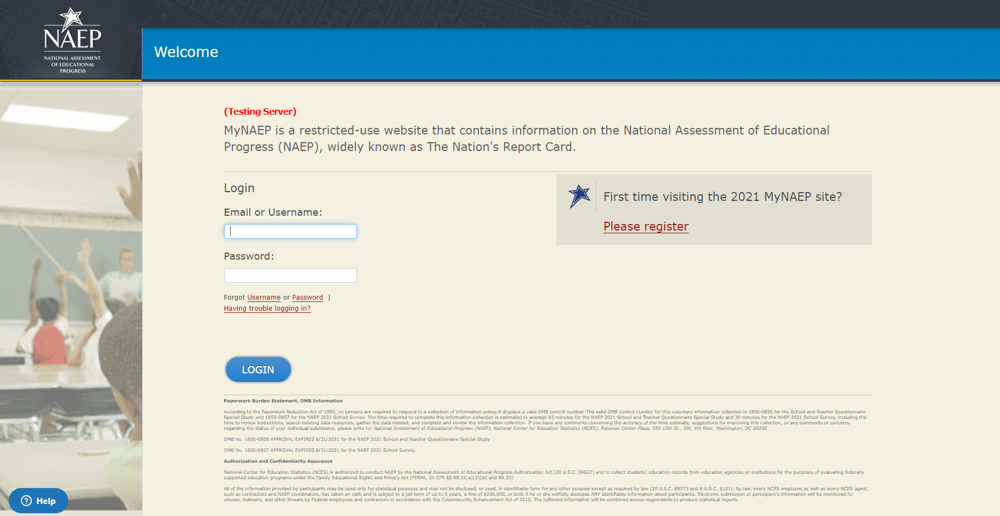 NAEP
NATIONAL ASSESSMENT
OF EDUCATIONAL
PROGRESS
Welcome
(Testing Server)
MyNAEP is a restricted-use website that contains information on the National Assessment of Educational
Progress (NAEP), widely known as The Nation's Report Card.
Login
Email or Username:
Password:
Forgot Username or Password |
Having trouble logging in?
LOGIN
First time visiting the 2021 MyNAEP site?
Please register
Paperwork Burden Statement, OMB Information
According to the Paperwork Reduction Act of 1995, no persons are required to respond to a collection of information unless it displays a valid OMB control number. The valid OMB control number for this voluntary information collection is 1850-0956 for the School and Teacher Questionnaire
Special Study and 1850-0957 for the NAEP 2021 School Survey. The time required to complete this information collection is estimated to average 65 minutes for the NAEP 2021 School and Teacher Questionnaire Special Study and 30 minutes for the NAEP 2021 School Survey, including the
time to review instructions, search existing data resources, gather the data needed, and complete and review the information collection. If you have any comments concerning the accuracy of the time estimate, suggestions for improving this collection, or any comments or concerns
regarding the status of your individual submission, please write to: National Assessment of Educational Progress (NAEP), National Center for Education Statistics (NCES), Potomac Center Plaza, 550 12th St., SW, 4th floor, Washington, DC 20202.
OMB No. 1850-0956 APPROVAL EXPIRES 8/31/2021 for the NAEP 2021 School and Teacher Questionnaire Special Study
OMB No. 1850-0957 APPROVAL EXPIRES 8/31/2021 for the NAEP 2021 School Survey.
Authorization and Confidentiality Assurance
National Center for Education Statistics (NCES) is authorized to conduct NAEP by the National Assessment of Educational Progress Authorization Act (20 U.S.C. §9622) and to collect students' education records from education agencies or institutions for the purposes of evaluating federally
supported education programs under the Family Educational Rights and Privacy Act (FERPA, 34 CFR §§ 99.31(a)(3)(iii) and 99.35).
All of the information provided by participants may be used only for statistical purposes and may not be disclosed, or used, in identifiable form for any other purpose except as required by law (20 U.S.C. §9573 and 6 U.S.C. §151). By law, every NCES employee as well as every NCES agent,
such as contractors and NAEP coordinators, has taken an oath and is subject to a jail term of up to 5 years, a fine of $250,000, or both if he or she willfully discloses ANY identifiable information about participants. Electronic submission of participant's information will be monitored for
viruses, malware, and other threats by Federal employees and contractors in accordance with the Cybersecurity Enhancement Act of 2015. The collected information will be combined across respondents to produce statistical reports.
Help